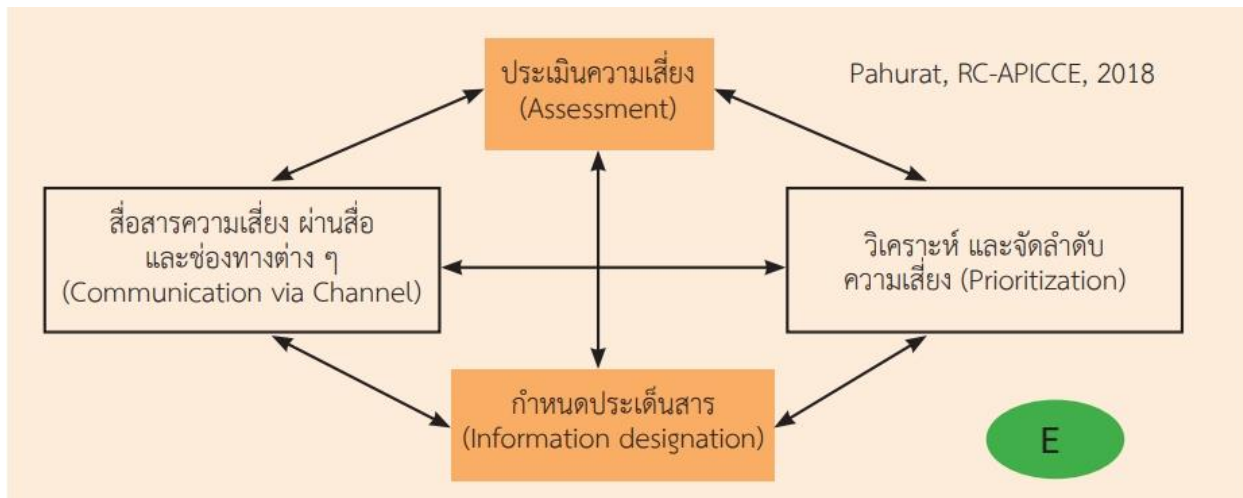 ประเมินความเสี่ยง
(Assessment)
Pahurat, RC-APICCE, 2018
สื่อสารความเสี่ยง ผ่านสื่อ
และช่องทางต่าง ๆ
(Communication via Channel)
วิเคราะห์ และจัดลำดับ
ความเสี่ยง (Prioritization)
กำหนดประเด็นสาร
(Information designation)
E